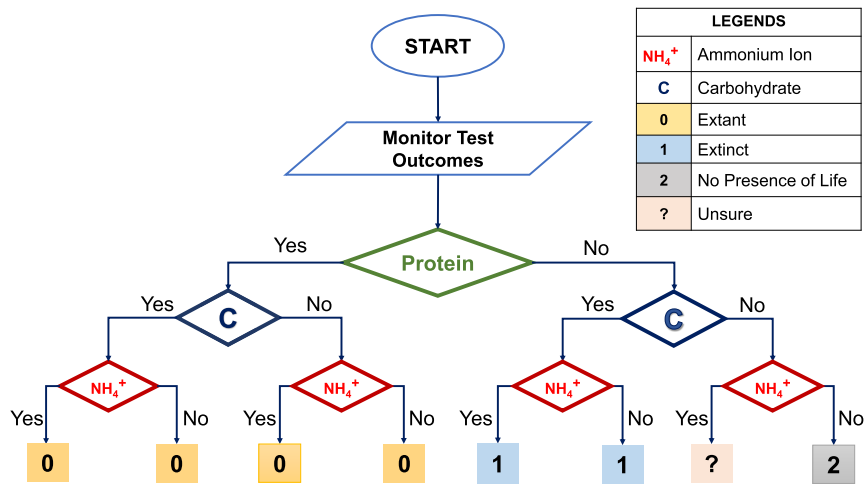 START
Monitor Test
Outcomes
LEGENDS
NH₄⁺ Ammonium Ion
C Carbohydrate
0 Extant
1 Extinct
2 No Presence of Life
? Unsure
Yes Protein No
Yes C No Yes C No
NH₄⁺ NH₄⁺ NH₄⁺ NH₄⁺
Yes No Yes No Yes No Yes No
0 0 0 0 1 1 ? 2